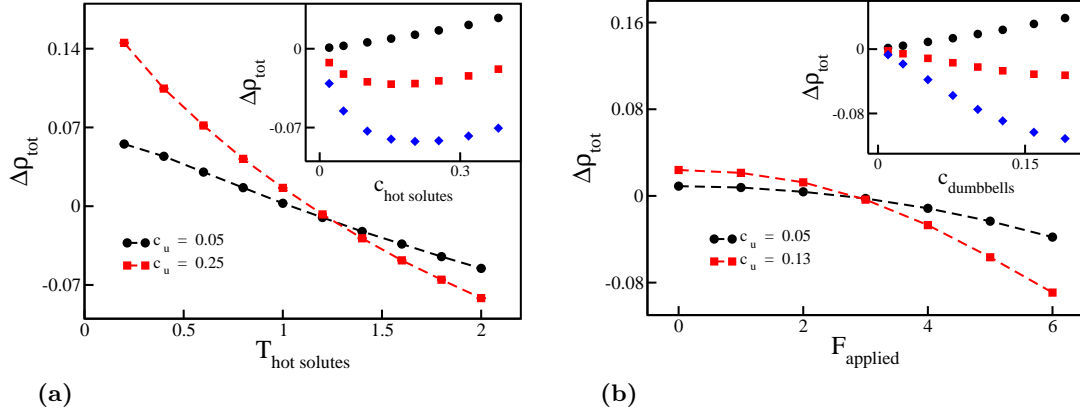 Δρtot
0.14
0.07
0
-0.07
0 0.5 1 1.5 2
Thot solutes
c u = 0.05
c u = 0.25
Δρtot
0
-0.07
0 0.3
chot solutes
(a)
Δρtot
0.16
0.08
0
-0.08
0 2 4 6
Fapplied
c u = 0.05
c u = 0.13
Δρtot
0
-0.08
0 0.15
cdumbbells
(b)